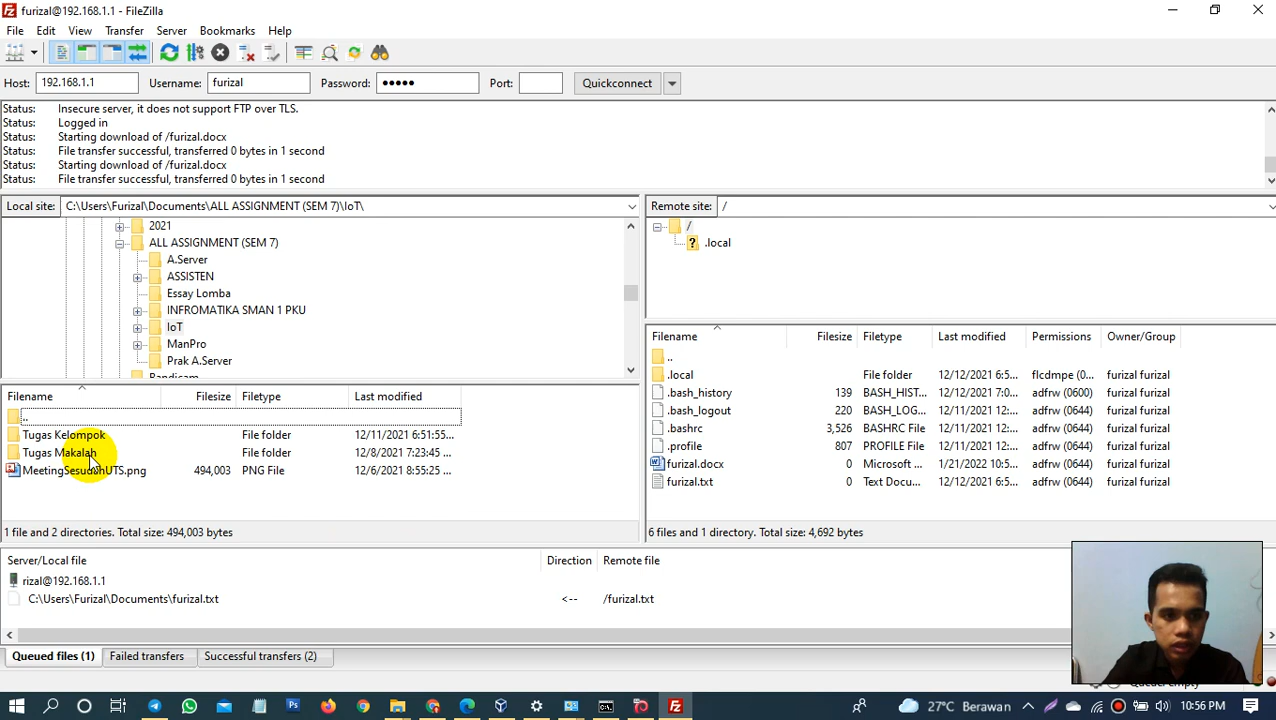 furizal@192.168.1.1 - FileZilla
File Edit View Transfer Server Bookmarks Help
Host: 192.168.1.1 Username: furizal Password: ●●●●● Port: Quickconnect
Status: Insecure server, it does not support FTP over TLS.
Status: Logged in
Status: Starting download of /furizal.docx
Status: File transfer successful, transferred 0 bytes in 1 second
Status: Starting download of /furizal.docx
Status: File transfer successful, transferred 0 bytes in 1 second
Local site: C:\Users\Furizal\Documents\ALL ASSIGNMENT (SEM 7)\IoT\
2021
ALL ASSIGNMENT (SEM 7)
A.Server
ASSISTEN
Essay Lomba
INFROMATIKA SMAN 1 PKU
IoT
ManPro
Prak A.Server
Bandicam
Filename Filesize Filetype Last modified
..
Tugas Kelompok File folder 12/11/2021 6:51:55...
Tugas Makalah File folder 12/8/2021 7:23:45 ...
MeetingSesudahUTS.png 494,003 PNG File 12/6/2021 8:55:25 ...
1 file and 2 directories. Total size: 494,003 bytes
Remote site: /
/
? .local
Filename Filesize Filetype Last modified Permissions Owner/Group
..
.local File folder 12/12/2021 6:5... flcdmpe (0... furizal furizal
.bash_history 139 BASH_HIST... 12/12/2021 7:0... adfrw (0600) furizal furizal
.bash_logout 220 BASH_LOG... 12/11/2021 6:5... adfrw (0644) furizal furizal
.bashrc 3,526 BASHRC File 12/11/2021 6:5... adfrw (0644) furizal furizal
.profile 807 PROFILE File 12/11/2021 6:5... adfrw (0644) furizal furizal
furizal.docx 0 Microsoft ... 1/21/2022 10:5... adfrw (0644) furizal furizal
furizal.txt 0 Text Docu... 12/12/2021 6:5... adfrw (0644) furizal furizal
6 files and 1 directory. Total size: 4,692 bytes
Server/Local file Direction Remote file
rizal@192.168.1.1
C:\Users\Furizal\Documents\furizal.txt <-- /furizal.txt
Queued files (1) Failed transfers Successful transfers (2)
Queue: empty
27°C Berawan 10:56 PM